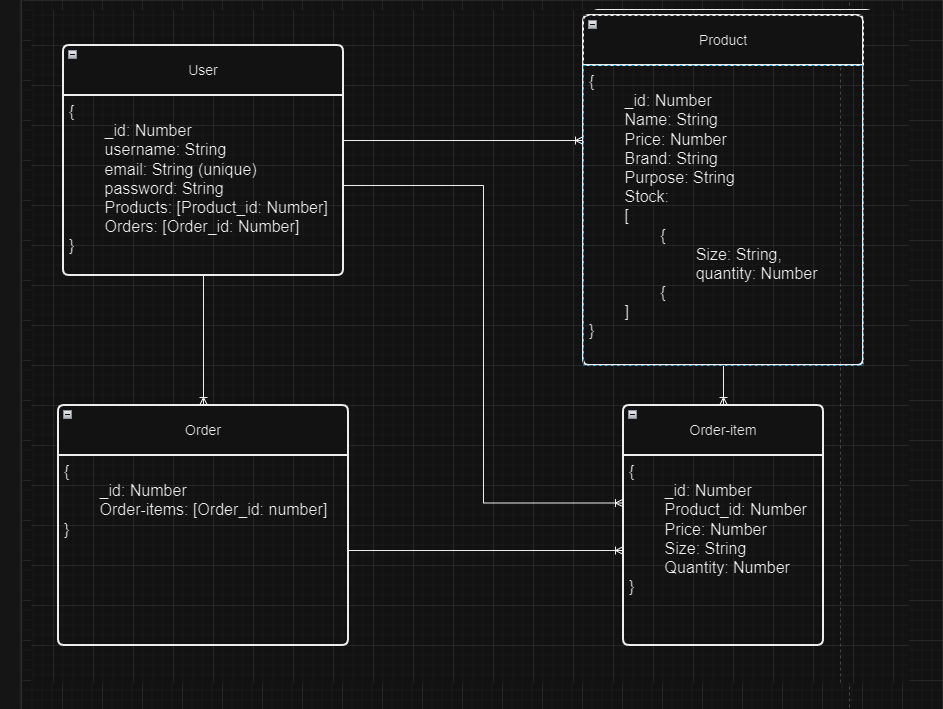 User
{
_id: Number
username: String
email: String (unique)
password: String
Products: [Product_id: Number]
Orders: [Order_id: Number]
}
Product
{
_id: Number
Name: String
Price: Number
Brand: String
Purpose: String
Stock:
[
{
Size: String,
quantity: Number
{
]
}
Order
{
_id: Number
Order-items: [Order_id: number]
}
Order-item
{
_id: Number
Product_id: Number
Price: Number
Size: String
Quantity: Number
}